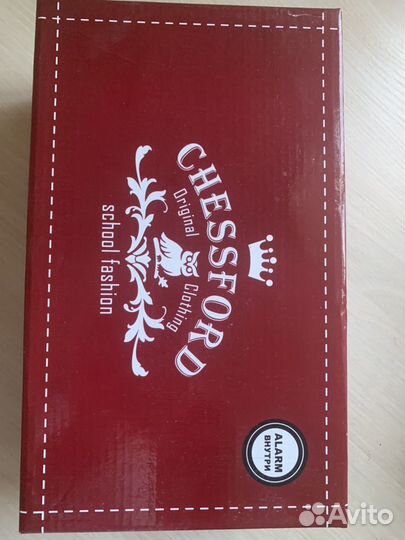 CHESSFORD
Original
Clothing
school fashion
ALARM
ВНУТРИ
Avito